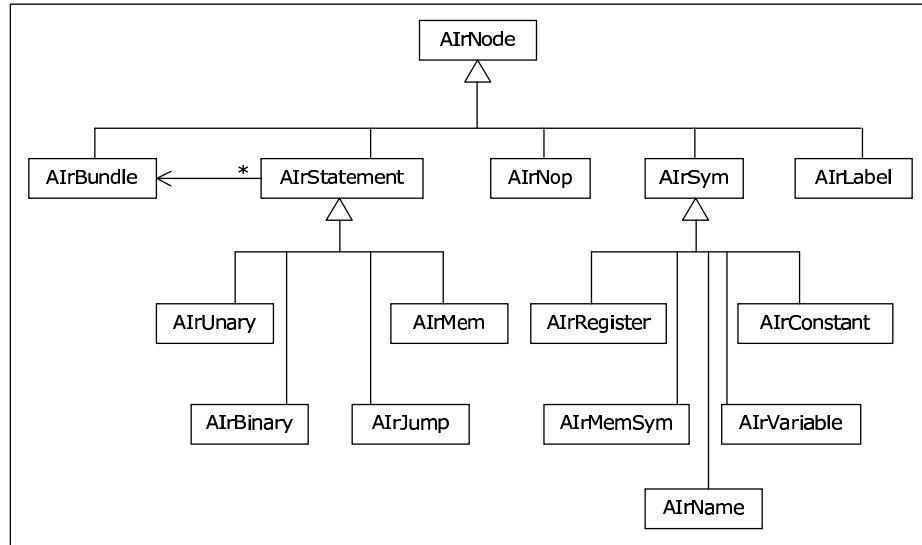 AIrNode
AIrBundle
*
AIrStatement
AIrNop
AIrSym
AIrLabel
AIrUnary
AIrMem
AIrRegister
AIrConstant
AIrBinary
AIrJump
AIrMemSym
AIrVariable
AIrName